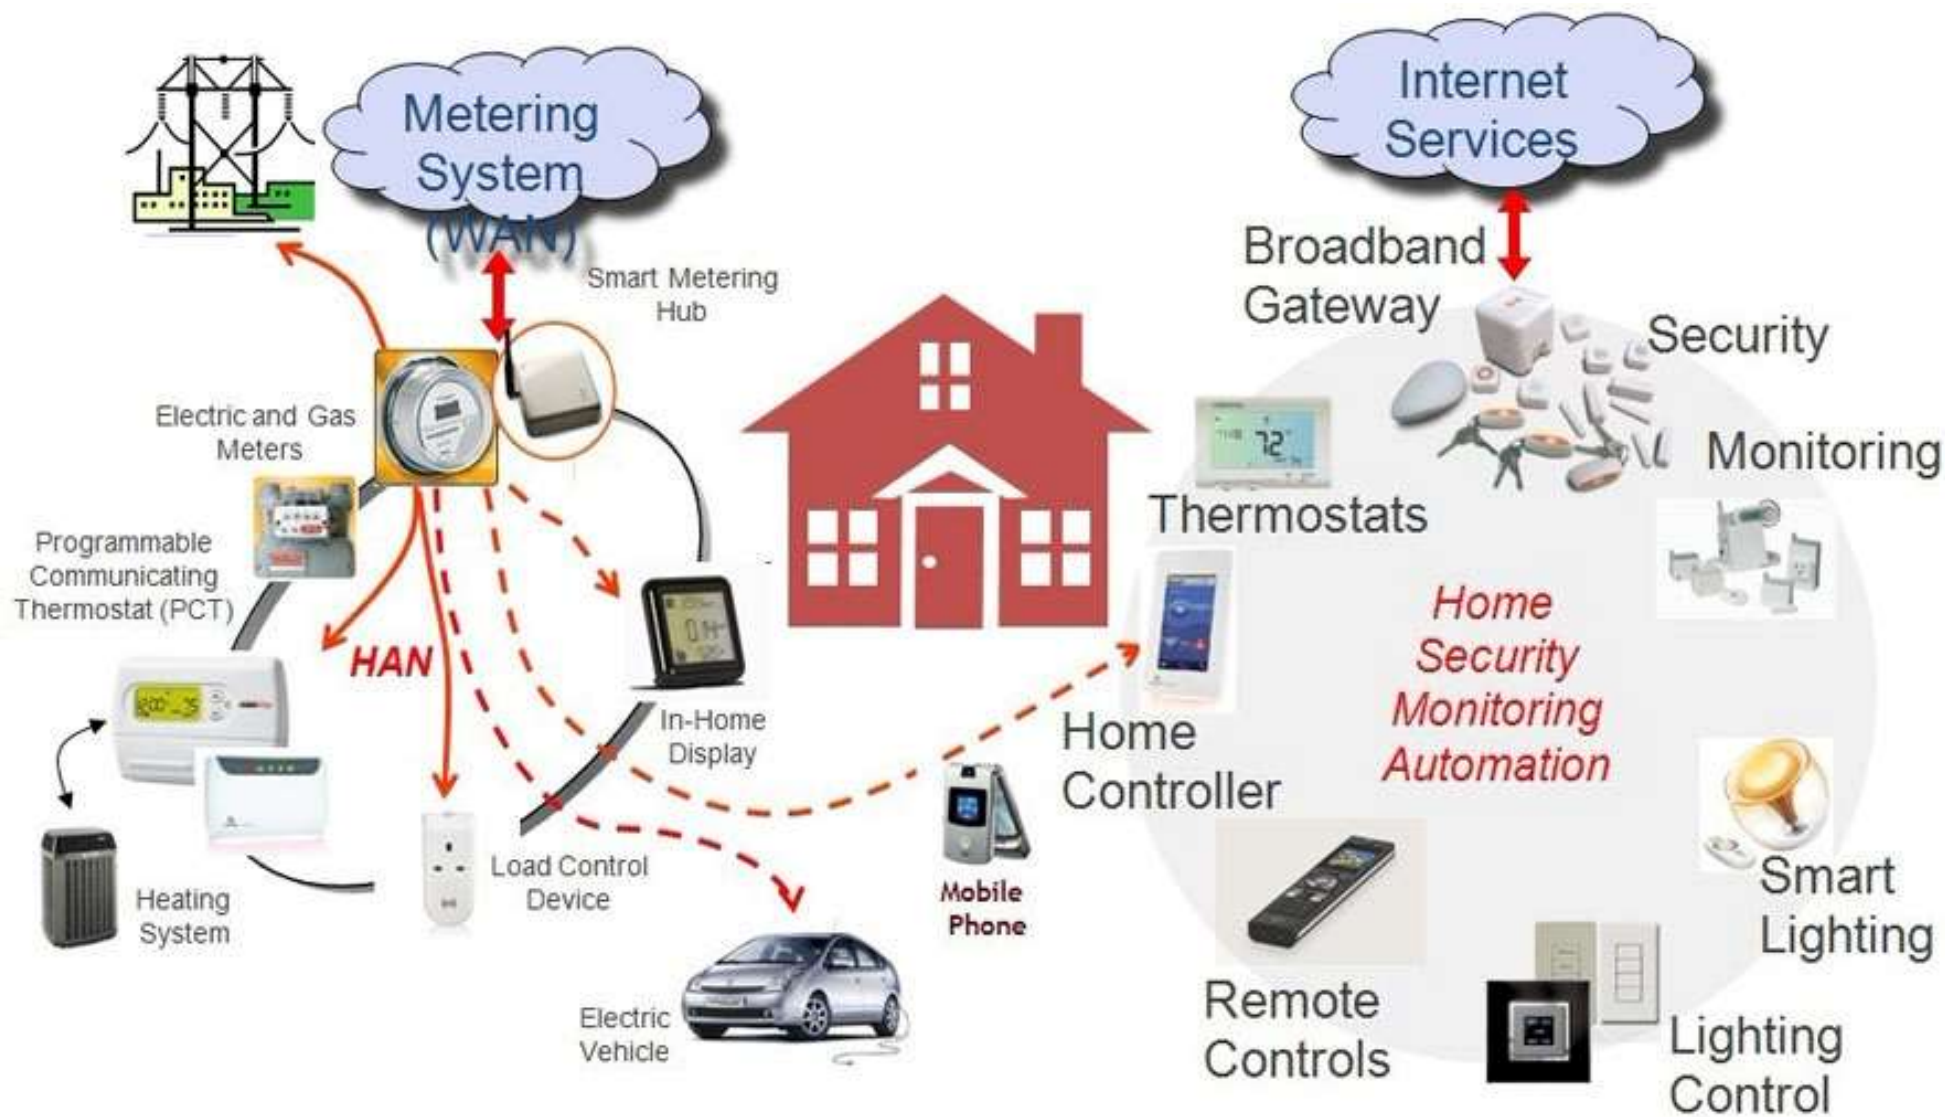 Metering
System
(WAN)
Internet
Services
Smart Metering
Hub
Broadband
Gateway
Security
Electric and Gas
Meters
Monitoring
72
Thermostats
Programmable
Communicating
Thermostat (PCT)
HAN
Home
Security
Monitoring
Automation
In-Home
Display
Home
Controller
Load Control
Device
Heating
System
Mobile
Phone
Smart
Lighting
Electric
Vehicle
Remote
Controls
Lighting
Control